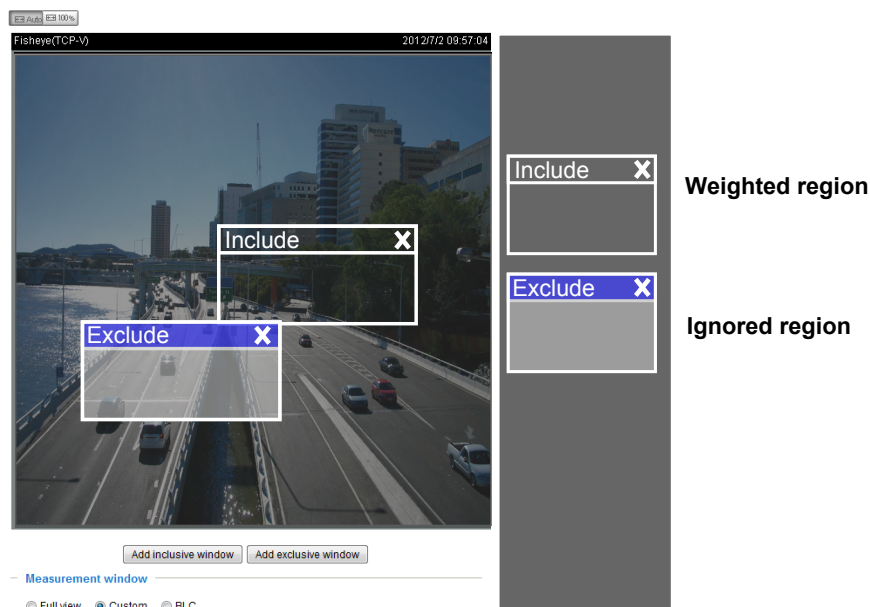 Auto 100%
Fisheye(TCP-V) 2012/7/2 09:57:04
Include
Exclude
Include
Weighted region
Exclude
Ignored region
Add inclusive window Add exclusive window
Measurement window
Full view Custom BLC